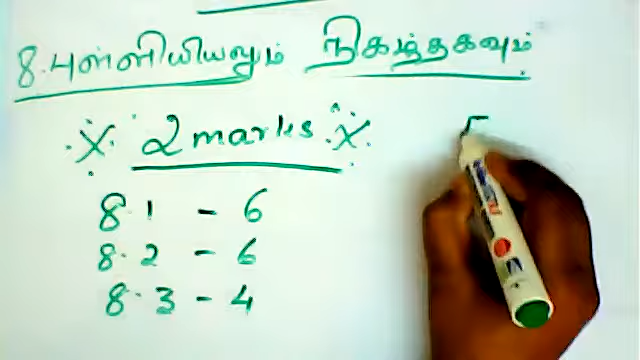 8.புள்ளியியலும் நிகழ்தகவும்
2 marks
8.1 - 6
8.2 - 6
8.3 - 4